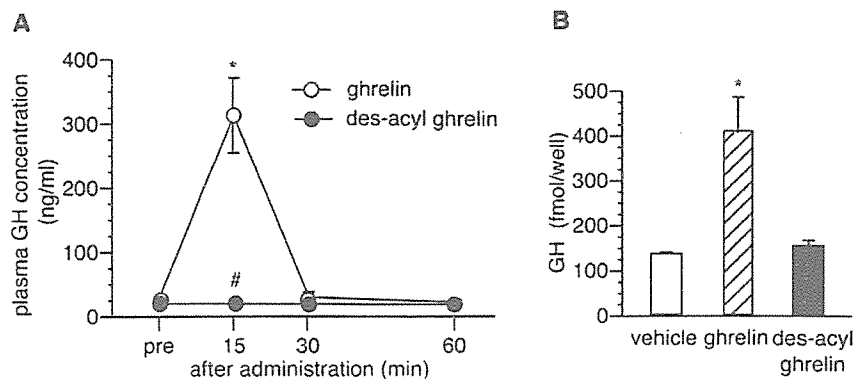 A
400
300
200
100
0
plasma GH concentration
(ng/ml)
*
#
ghrelin
des-acyl ghrelin
pre 15 30 60
after administration (min)
B
500
400
300
200
100
0
GH (fmol/well)
*
vehicle ghrelin des-acyl
ghrelin